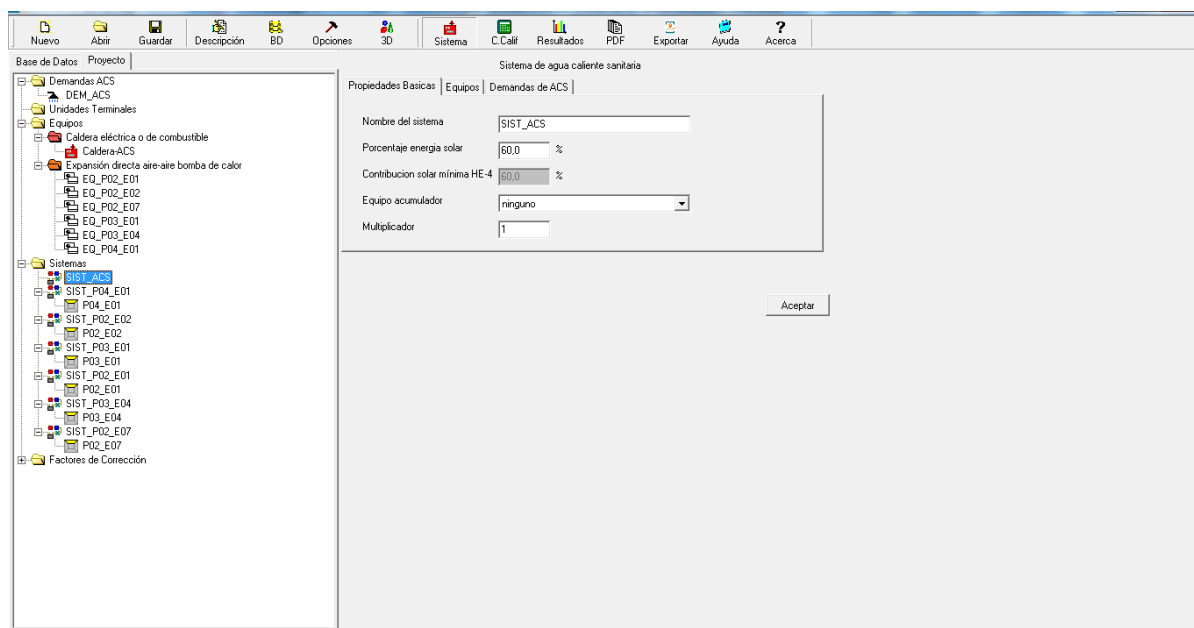 Nuevo Abrir Guardar Descripción BD Opciones 3D Sistema C.Calif Resultados PDF Exportar Ayuda Acerca
Base de Datos Proyecto
Demandas ACS
DEM_ACS
Unidades Terminales
Equipos
Caldera eléctrica o de combustible
Caldera-ACS
Expansión directa aire-aire bomba de calor
EQ_P02_E01
EQ_P02_E02
EQ_P02_E07
EQ_P03_E01
EQ_P03_E04
EQ_P04_E01
Sistemas
SIST_ACS
SIST_P04_E01
P04_E01
SIST_P02_E02
P02_E02
SIST_P03_E01
P03_E01
SIST_P02_E01
P02_E01
SIST_P03_E04
P03_E04
SIST_P02_E07
P02_E07
Factores de Corrección
Sistema de agua caliente sanitaria
Propiedades Basicas Equipos Demandas de ACS
Nombre del sistema SIST_ACS
Porcentaje energia solar 60,0 %
Contribucion solar mínima HE-4 60,0 %
Equipo acumulador ninguno
Multiplicador 1
Aceptar